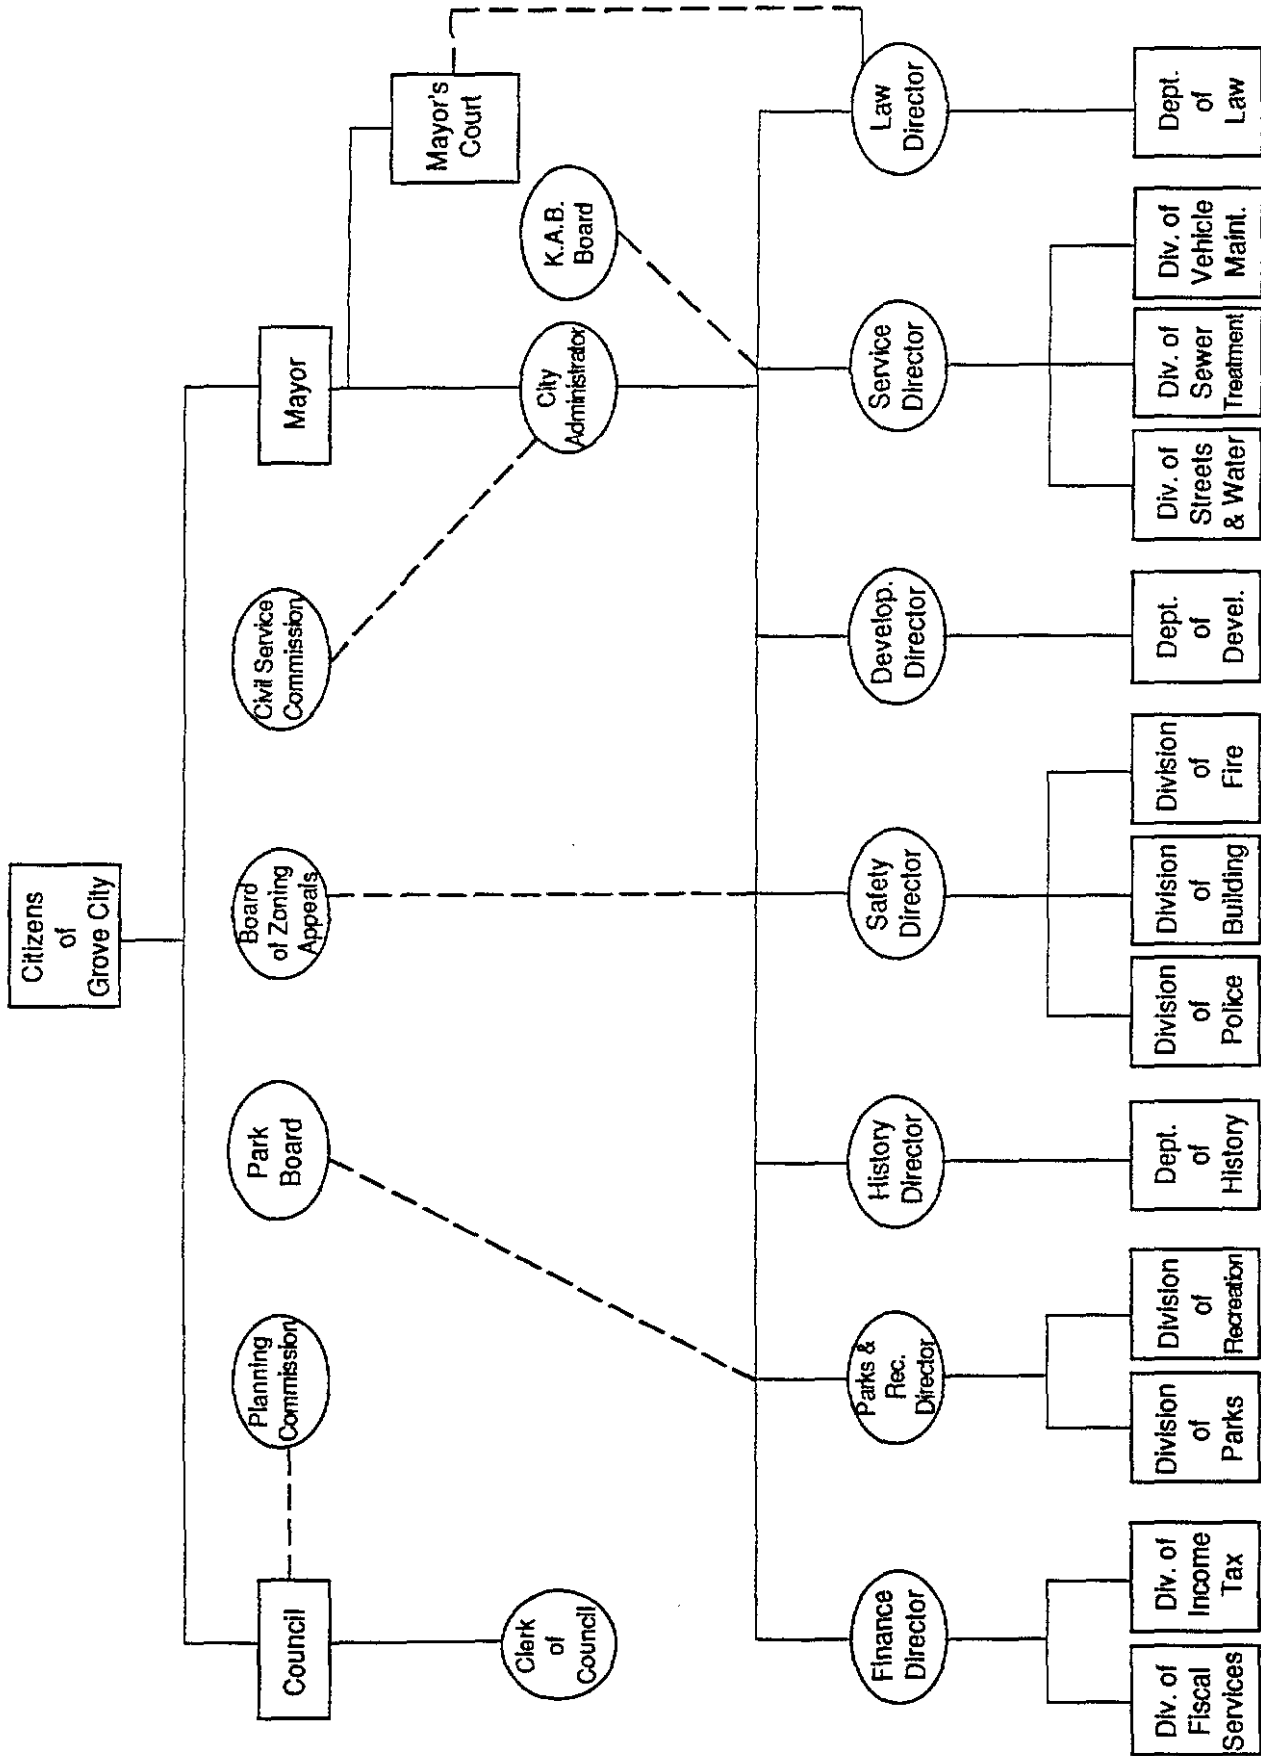 Citizens
of
Grove City
Council
Planning
Commission
Park
Board
Board
of Zoning
Appeals
Civil Service
Commission
Mayor
Mayor's
Court
Clerk
of
Council
City
Administrator
K.A.B.
Board
Finance
Director
Parks &
Rec.
Director
History
Director
Safety
Director
Develop.
Director
Service
Director
Law
Director
Div. of
Fiscal
Services
Div. of
Income
Tax
Division
of
Parks
Division
of
Recreation
Dept.
of
History
Division
of
Police
Division
of
Building
Division
of
Fire
Dept.
of
Devel.
Div. of
Streets
& Water
Div. of
Sewer
Treatment
Div. of
Vehicle
Maint.
Dept.
of
Law